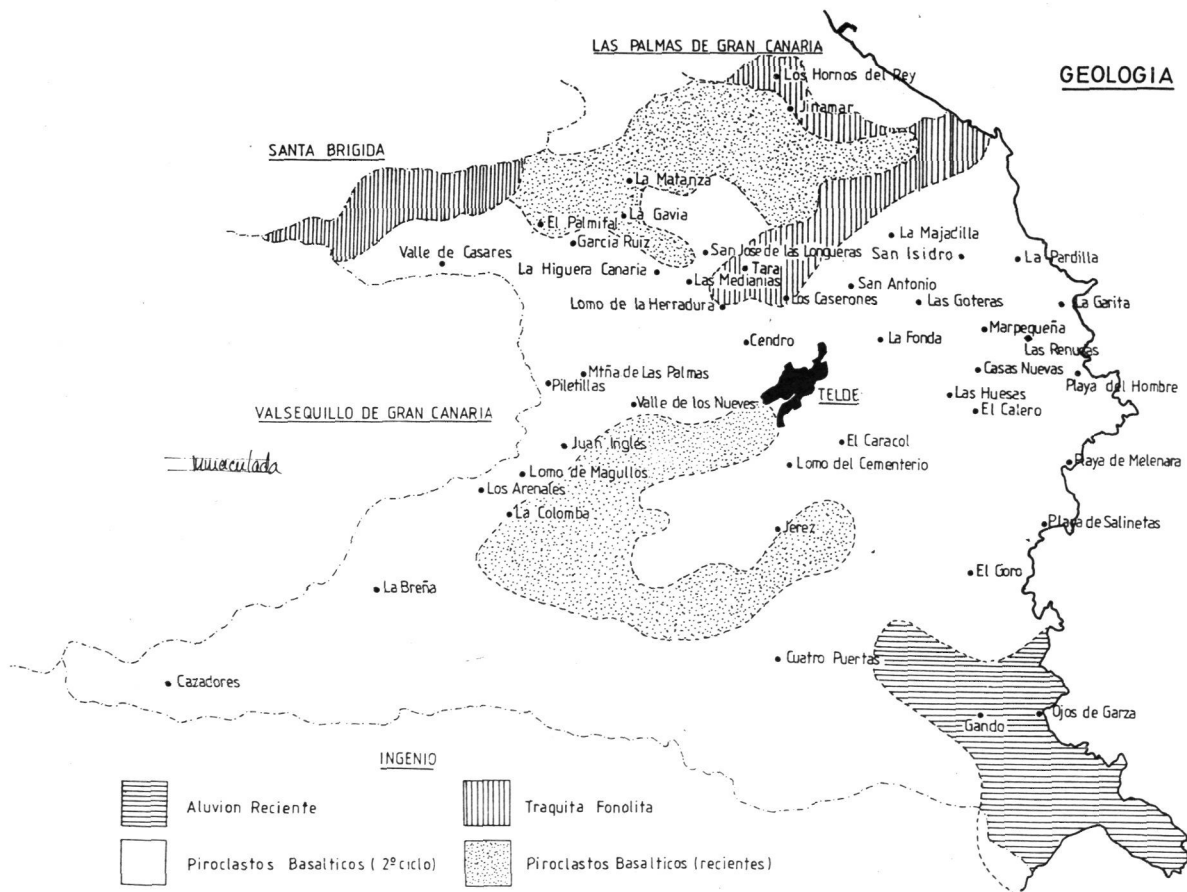 LAS PALMAS DE GRAN CANARIA
GEOLOGIA
Los Hornos del Rey
Jinamar
SANTA BRIGIDA
La Matanza
La Gavia
El Palmital
Garcia Ruiz
La Majadilla
San Jose de las Longueras
San Isidro
La Pardilla
Valle de Casares
La Higuera Canaria
Tara
Las Medianias
San Antonio
Lomo de la Herradura
Los Caserones
Las Goteras
La Garita
Marpequeña
Cendro
La Fonda
Las Renucas
Mtña de Las Palmas
Casas Nuevas
Piletillas
Playa del Hombre
VALSEQUILLO DE GRAN CANARIA
Valle de los Nueves
TELDE
Las Huesas
El Calero
Juan Inglés
El Caracol
Inmaculada
Lomo de Magullos
Lomo del Cementerio
Playa de Melenara
Los Arenales
La Colomba
Jerez
Playa de Salinetas
El Goro
La Breña
Cuatro Puertas
Cazadores
Gando
Ojos de Garza
INGENIO
Aluvion Reciente
Traquita Fonolita
Piroclastos Basalticos ( 2º ciclo)
Piroclastos Basalticos (recientes)